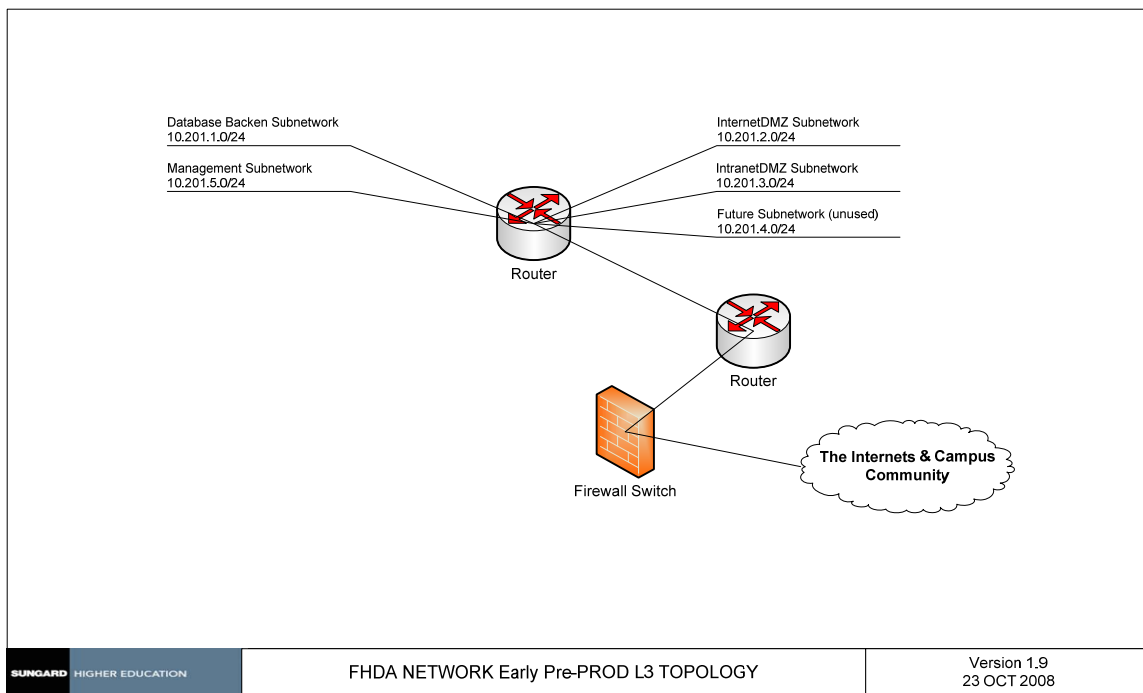 Database Backen Subnetwork
10.201.1.0/24
Management Subnetwork
10.201.5.0/24
InternetDMZ Subnetwork
10.201.2.0/24
IntranetDMZ Subnetwork
10.201.3.0/24
Future Subnetwork (unused)
10.201.4.0/24
Router
Router
Firewall Switch
The Internets & Campus
Community
SUNGARD HIGHER EDUCATION
FHDA NETWORK Early Pre-PROD L3 TOPOLOGY
Version 1.9
23 OCT 2008